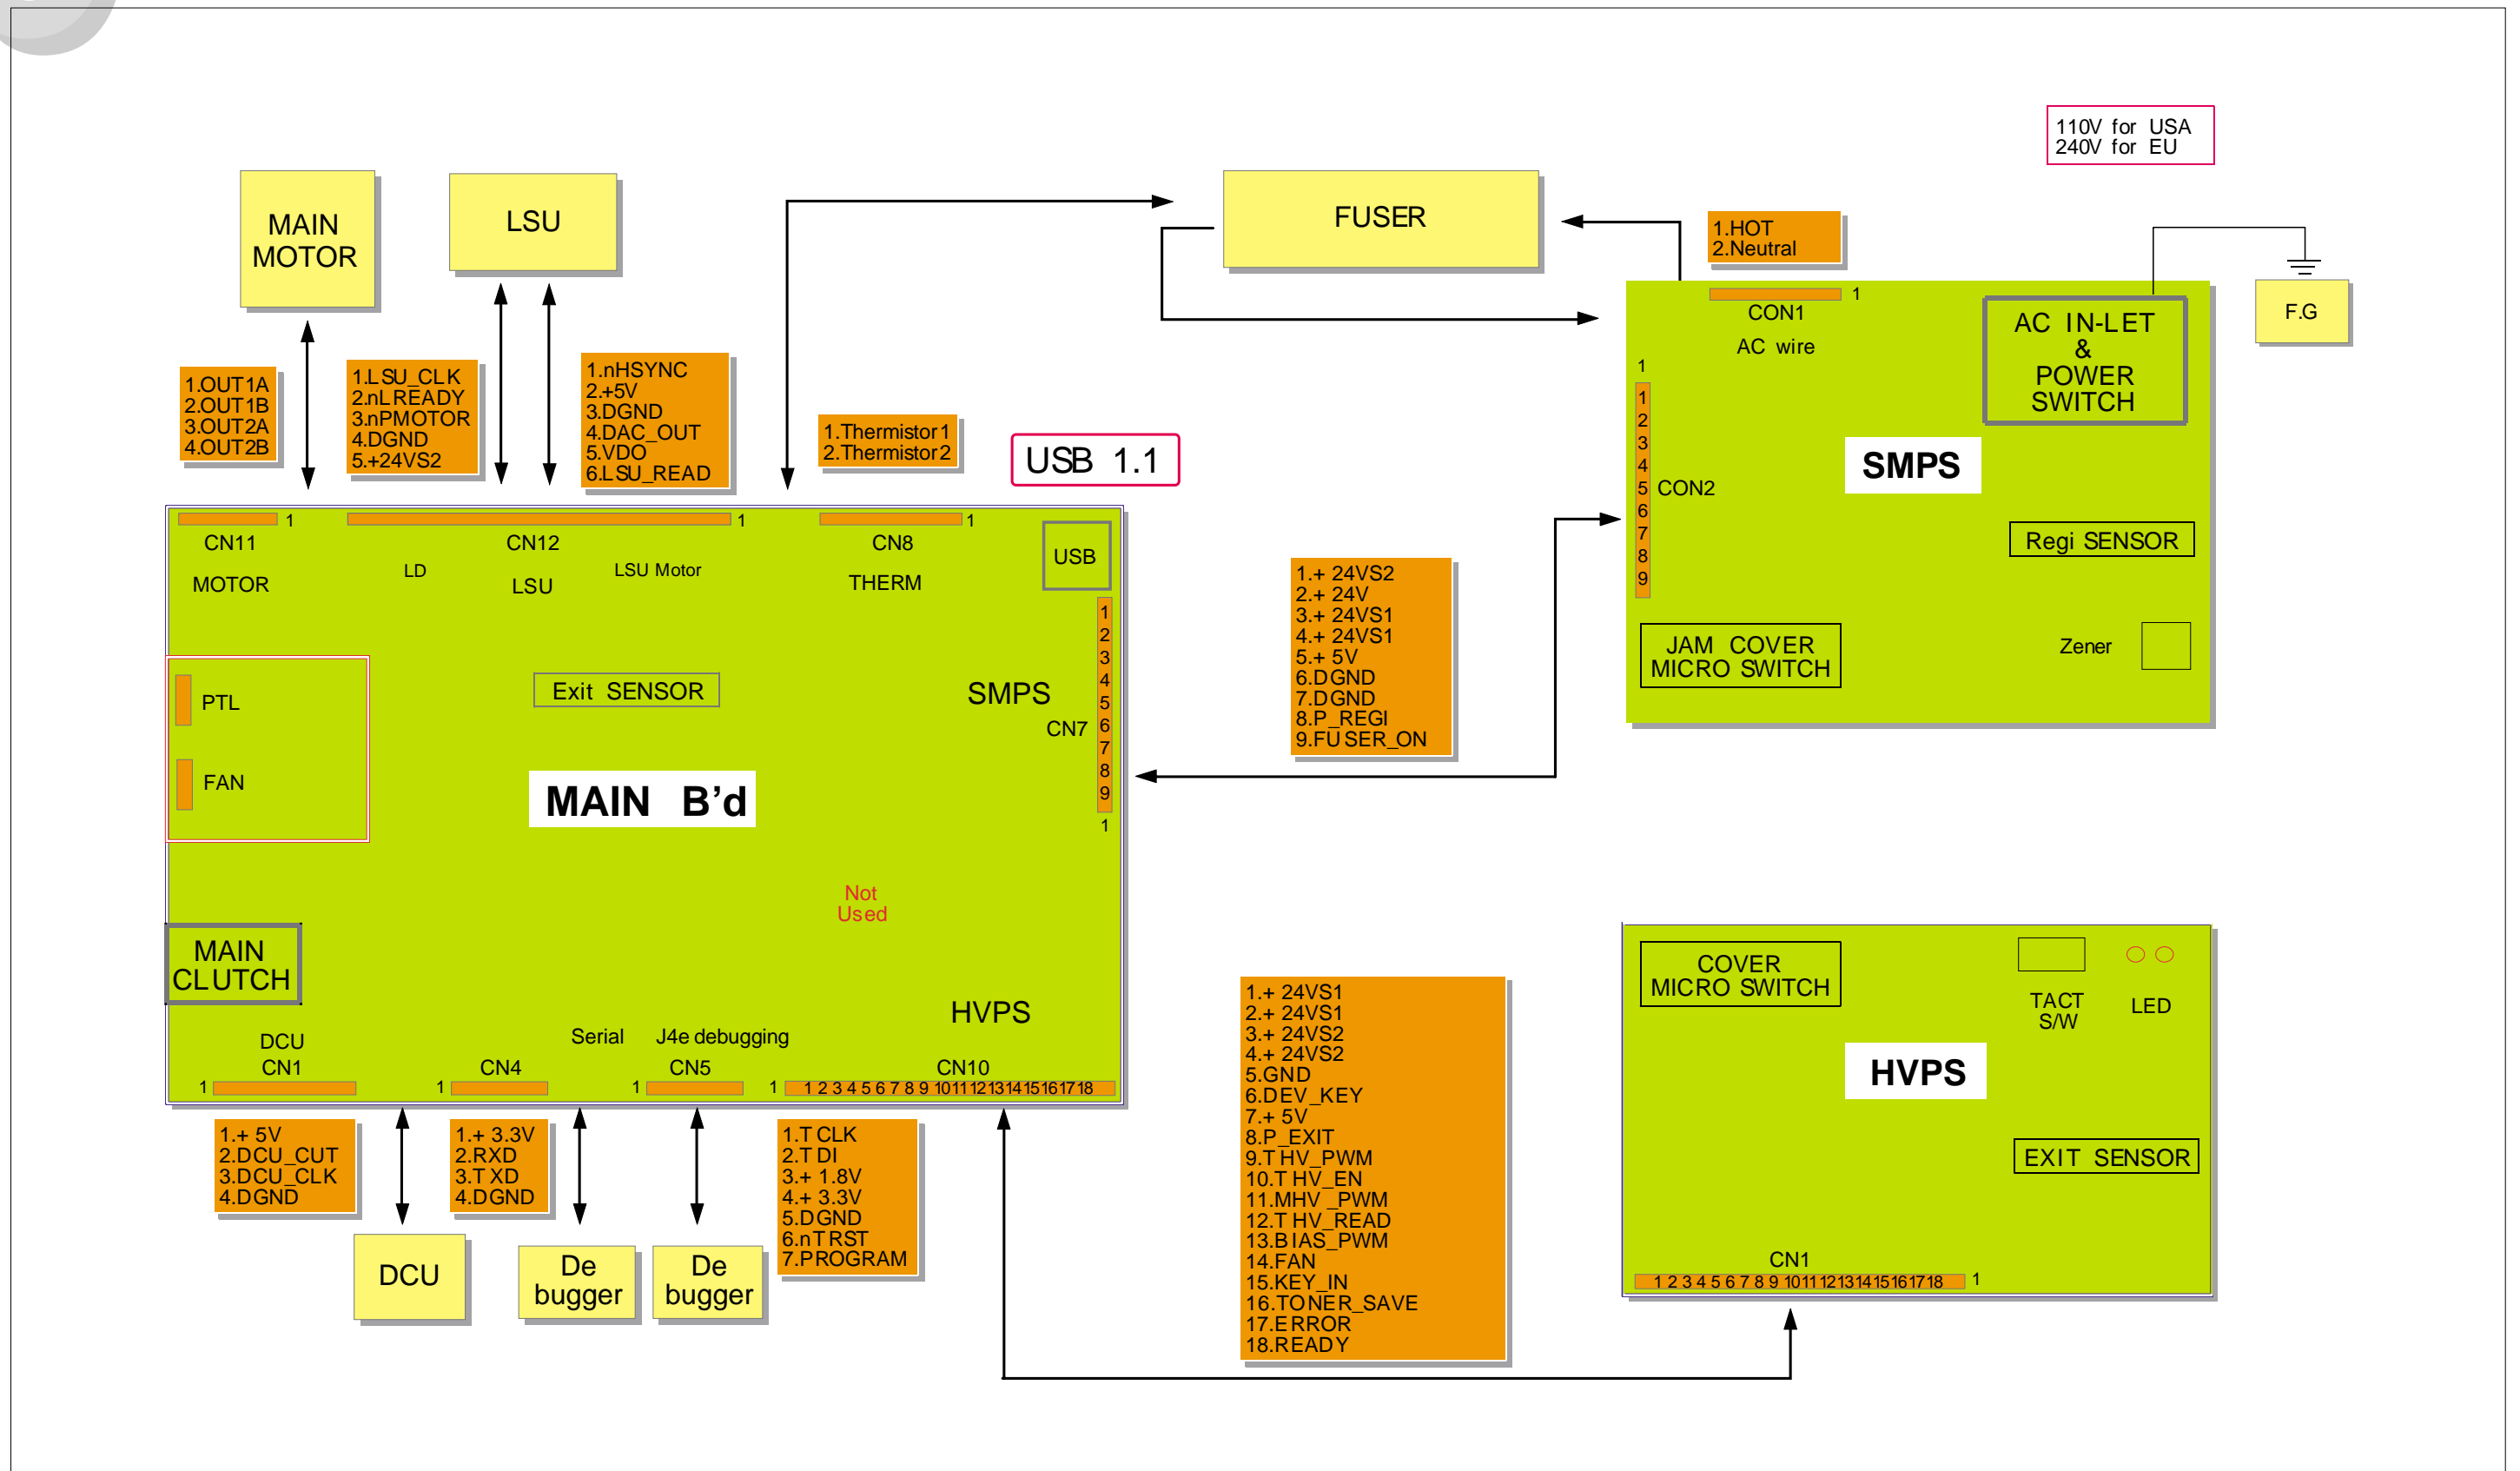 110V for USA
240V for EU
MAIN
MOTOR
LSU
FUSER
1.HOT
2.Neutral
F.G
1.OUT1A
2.OUT1B
3.OUT2A
4.OUT2B
1.LSU_CLK
2.nLREADY
3.nPMOTOR
4.DGND
5.+24VS2
1.nHSYNC
2.+5V
3.DGND
4.DAC_OUT
5.VDO
6.LSU_READ
1.Thermistor1
2.Thermistor2
USB 1.1
1
CON1
AC wire
AC IN-LET
&
POWER
SWITCH
1
1
2
3
4
5
6
7
8
9
CON2
SMPS
Regi SENSOR
JAM COVER
MICRO SWITCH
Zener
1
CN11
MOTOR
1
CN12
LD
LSU
LSU Motor
1
CN8
THERM
USB
1
2
3
4
5
6
7
8
9
1
SMPS
CN7
PTL
FAN
Exit SENSOR
MAIN B’d
Not
Used
MAIN
CLUTCH
HVPS
DCU
CN1
1
CN4
1
Serial
J4e debugging
CN5
1
CN10
1
1 2 3 4 5 6 7 8 9 10 11 12 13 14 15 16 17 18
1.+ 24VS2
2.+ 24V
3.+ 24VS1
4.+ 24VS1
5.+ 5V
6.DGND
7.DGND
8.P_REGI
9.FUSER_ON
1.+ 5V
2.DCU_CUT
3.DCU_CLK
4.DGND
1.+ 3.3V
2.RXD
3.TXD
4.DGND
1.TCLK
2.TDI
3.+ 1.8V
4.+ 3.3V
5.DGND
6.nTRST
7.PROGRAM
DCU
De
bugger
De
bugger
1.+ 24VS1
2.+ 24VS1
3.+ 24VS2
4.+ 24VS2
5.GND
6.DEV_KEY
7.+ 5V
8.P_EXIT
9.THV_PWM
10.THV_EN
11.MHV_PWM
12.THV_READ
13.BIAS_PWM
14.FAN
15.KEY_IN
16.TONER_SAVE
17.ERROR
18.READY
COVER
MICRO SWITCH
TACT
S/W
LED
HVPS
EXIT SENSOR
CN1
1 2 3 4 5 6 7 8 9 10 11 12 13 14 15 16 17 18
1